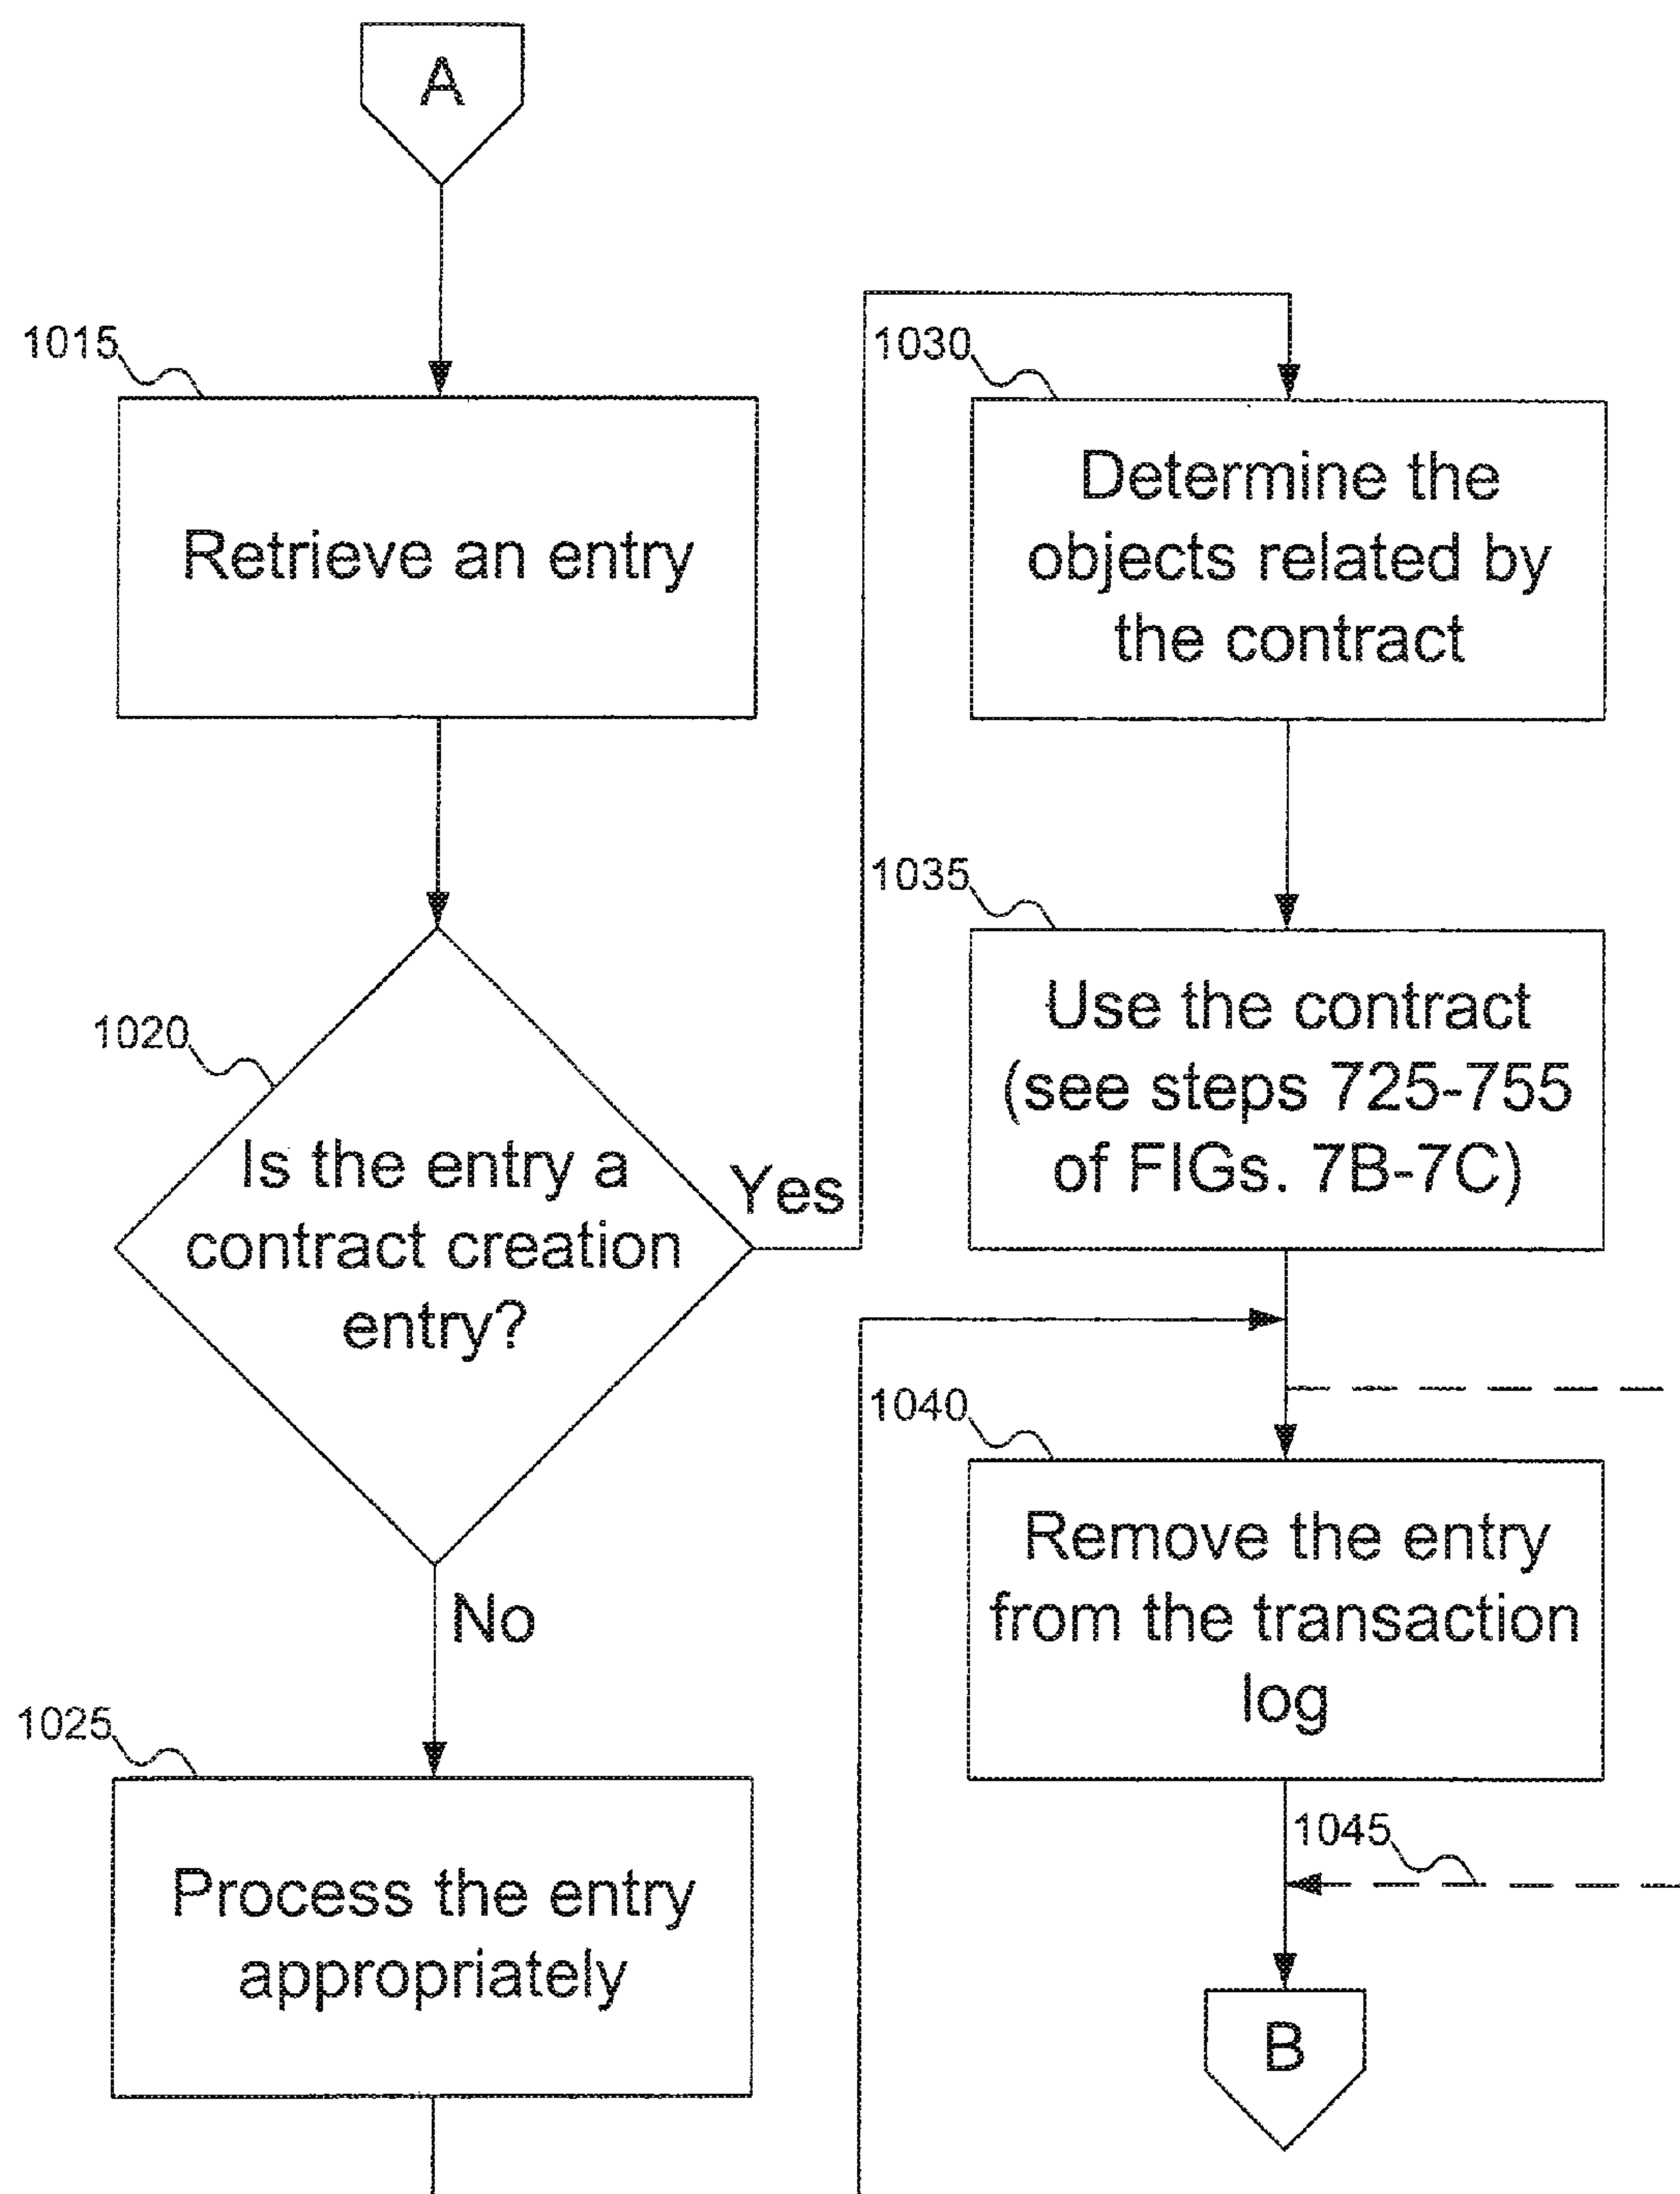 A
1015
Retrieve an entry
1020
Is the entry a
contract creation
entry?
Yes
No
1025
Process the entry
appropriately
1030
Determine the
objects related by
the contract
1035
Use the contract
(see steps 725-755
of FIGs. 7B-7C)
1040
Remove the entry
from the transaction
log
1045
B